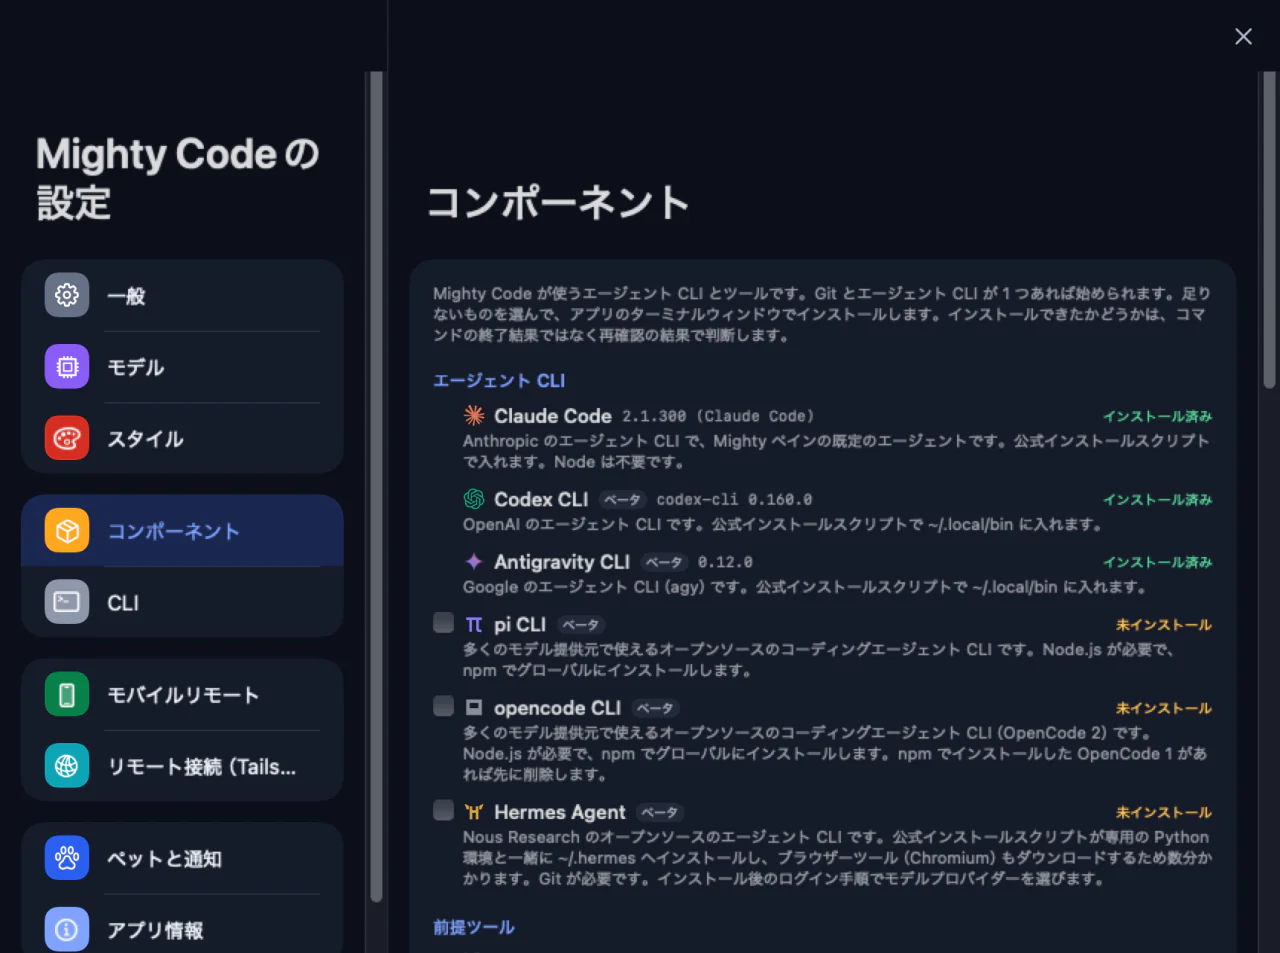 Mighty Code の
設定
一般
モデル
スタイル
コンポーネント
CLI
モバイルリモート
リモート接続 (Tails...
ペットと通知
アプリ情報
コンポーネント
Mighty Code が使うエージェント CLI とツールです。Git とエージェント CLI が 1 つあれば始められます。足り
ないものを選んで、アプリのターミナルウィンドウでインストールします。インストールできたかどうかは、コマ
ンドの終了結果ではなく再確認の結果で判断します。
エージェント CLI
Claude Code 2.1.300 (Claude Code) インストール済み
Anthropic のエージェント CLI で、Mighty ペインの既定のエージェントです。公式インストールスクリプト
で入れます。Node は不要です。
Codex CLI ベータ codex-cli 0.160.0 インストール済み
OpenAI のエージェント CLI です。公式インストールスクリプトで ~/.local/bin に入れます。
Antigravity CLI ベータ 0.12.0 インストール済み
Google のエージェント CLI (agy) です。公式インストールスクリプトで ~/.local/bin に入れます。
pi CLI ベータ 未インストール
多くのモデル提供元で使えるオープンソースのコーディングエージェント CLI です。Node.js が必要で、
npm でグローバルにインストールします。
opencode CLI ベータ 未インストール
多くのモデル提供元で使えるオープンソースのコーディングエージェント CLI (OpenCode 2) です。
Node.js が必要で、npm でグローバルにインストールします。npm でインストールした OpenCode 1 があ
れば先に削除します。
Hermes Agent ベータ 未インストール
Nous Research のオープンソースのエージェント CLI です。公式インストールスクリプトが専用の Python
環境と一緒に ~/.hermes へインストールし、ブラウザーツール (Chromium) もダウンロードするため数分か
かります。Git が必要です。インストール後のログイン手順でモデルプロバイダーを選びます。
前提ツール